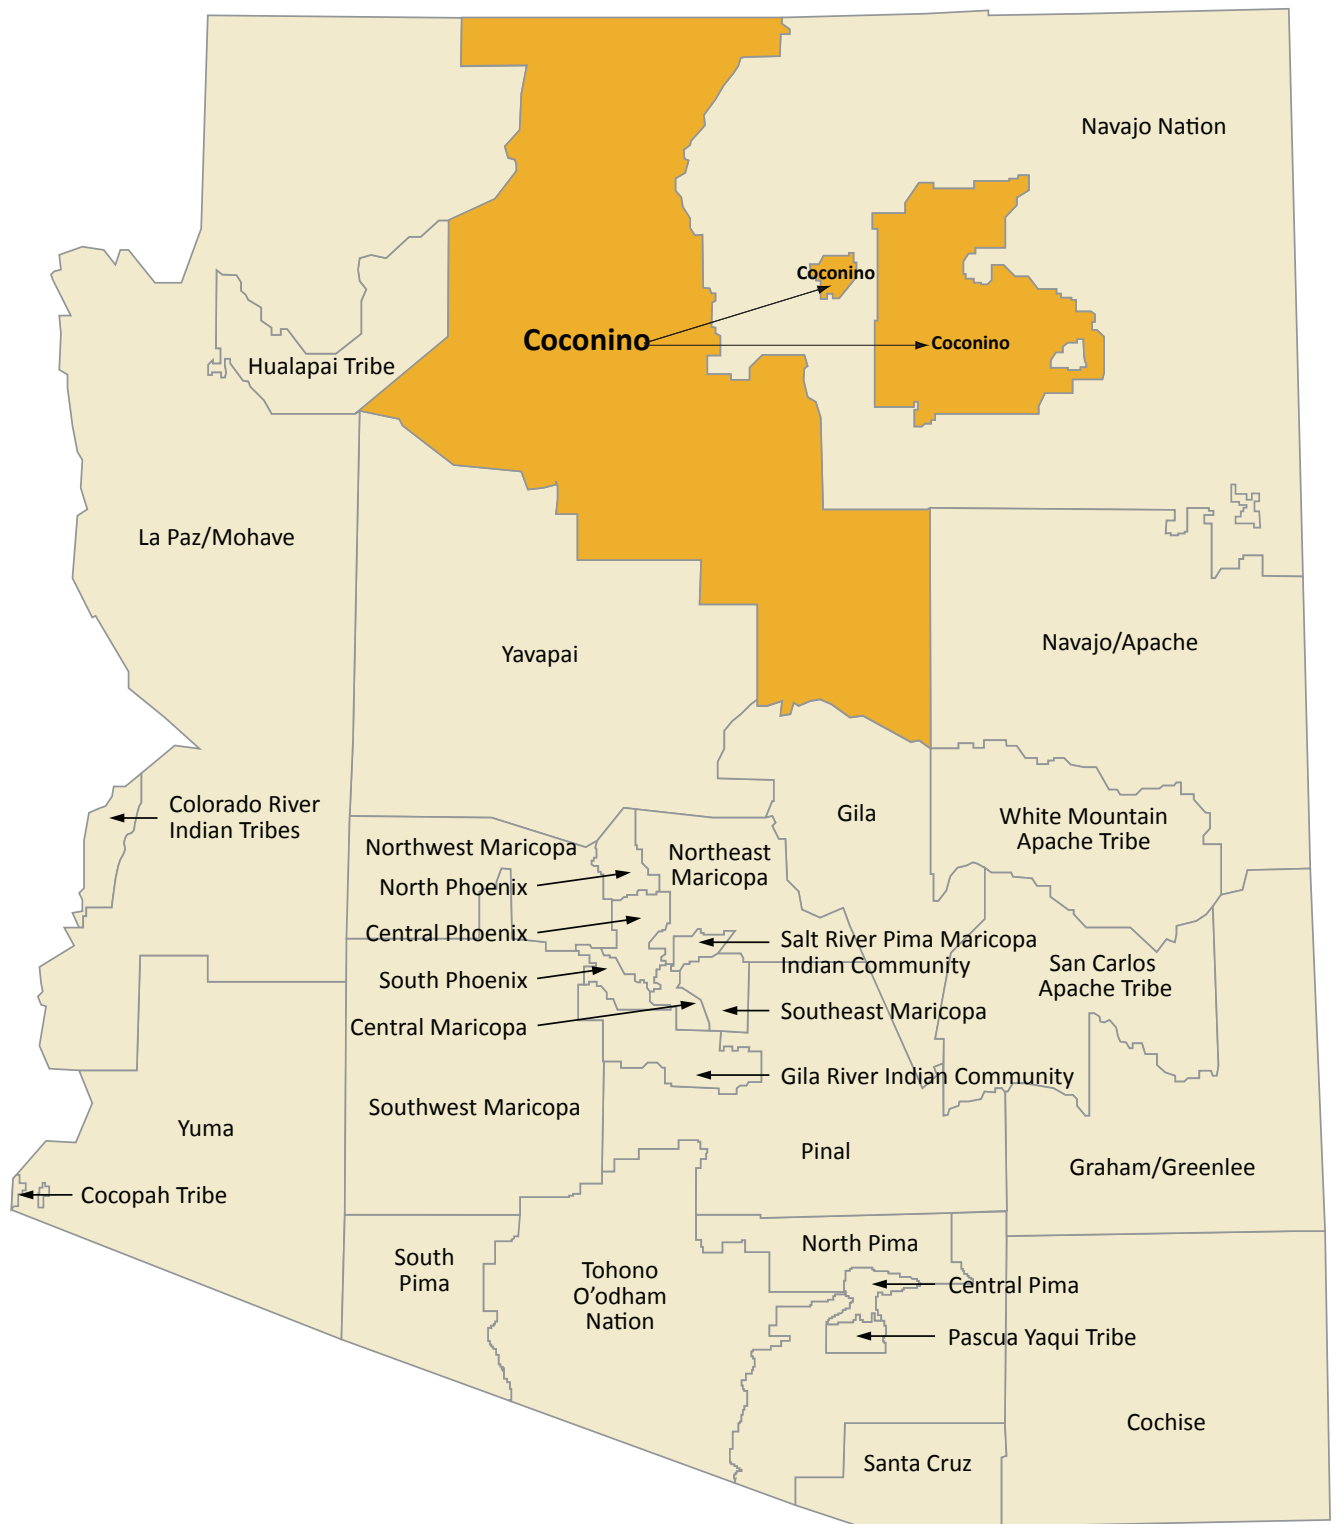 Navajo Nation
Coconino
Coconino
Coconino
Hualapai Tribe
La Paz/Mohave
Navajo/Apache
Yavapai
Colorado River
Indian Tribes
Gila
White Mountain
Apache Tribe
Northwest Maricopa
Northeast
Maricopa
North Phoenix
Central Phoenix
Salt River Pima Maricopa
Indian Community
San Carlos
Apache Tribe
South Phoenix
Southeast Maricopa
Central Maricopa
Gila River Indian Community
Southwest Maricopa
Yuma
Pinal
Graham/Greenlee
Cocopah Tribe
North Pima
South
Pima
Tohono
O’odham
Nation
Central Pima
Pascua Yaqui Tribe
Cochise
Santa Cruz